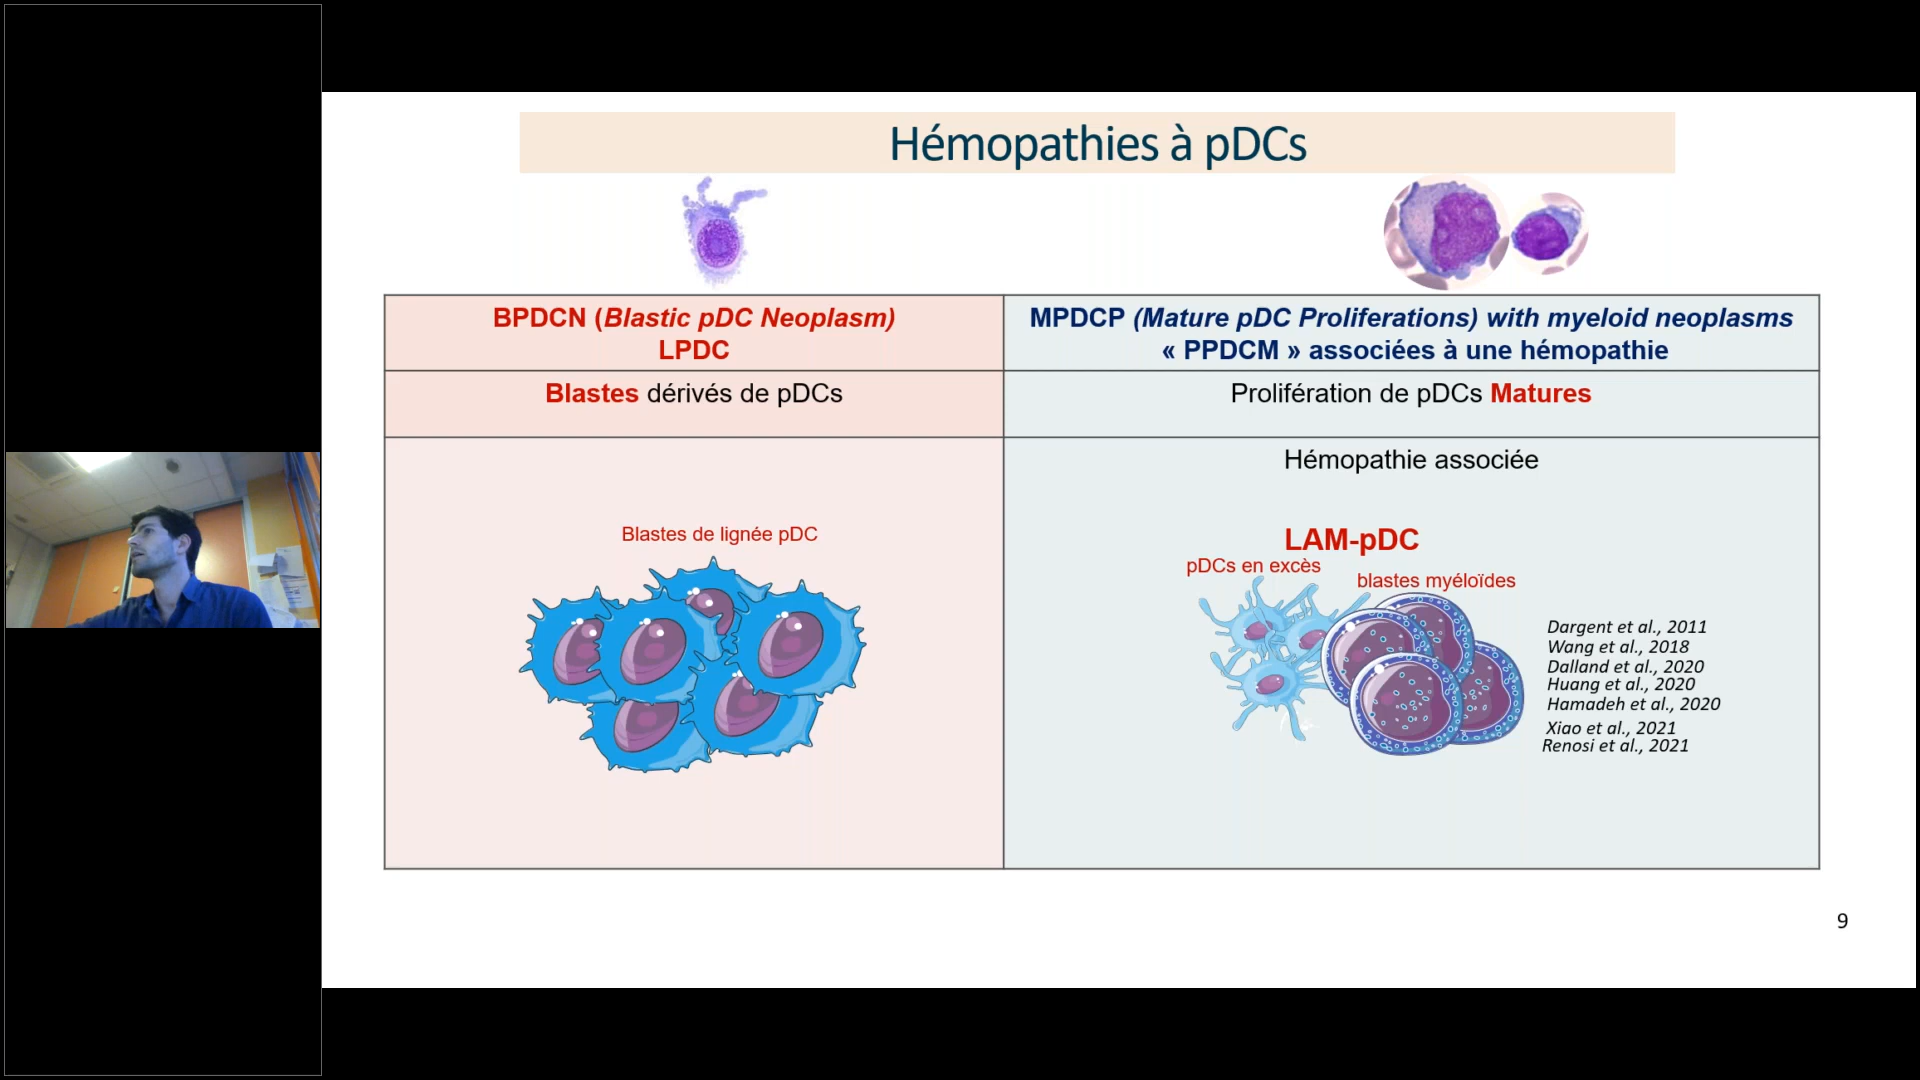 Hémopathies à pDCs
BPDCN (Blastic pDC Neoplasm)
LPDC
MPDCP (Mature pDC Proliferations) with myeloid neoplasms
« PPDCM » associées à une hémopathie
Blastes dérivés de pDCs
Prolifération de pDCs Matures
Blastes de lignée pDC
Hémopathie associée
LAM-pDC
pDCs en excès
blastes myéloïdes
Dargent et al., 2011
Wang et al., 2018
Dalland et al., 2020
Huang et al., 2020
Hamadeh et al., 2020
Xiao et al., 2021
Renosi et al., 2021
9